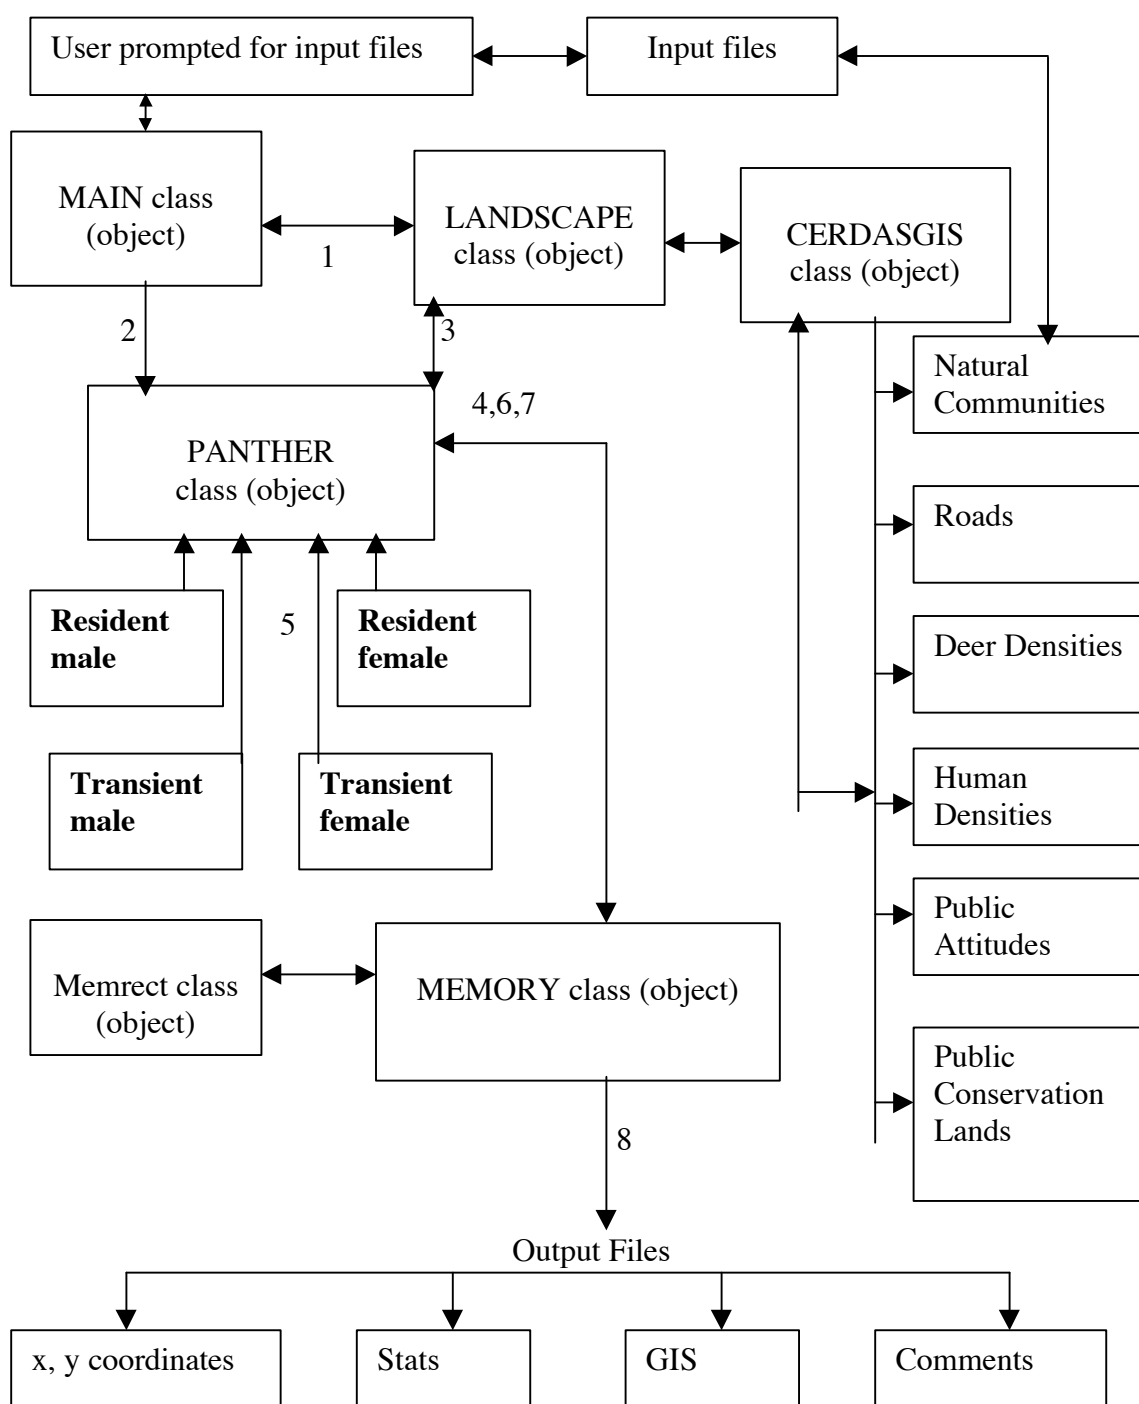 User prompted for input files
Input files
MAIN class
(object)
LANDSCAPE
class (object)
CERDASGIS
class (object)
1
2
3
Natural
Communities
4,6,7
PANTHER
class (object)
Roads
Resident
male
5
Resident
female
Deer Densities
Transient
male
Transient
female
Human
Densities
Public
Attitudes
Memrect class
(object)
MEMORY class (object)
Public
Conservation
Lands
8
Output Files
x, y coordinates
Stats
GIS
Comments